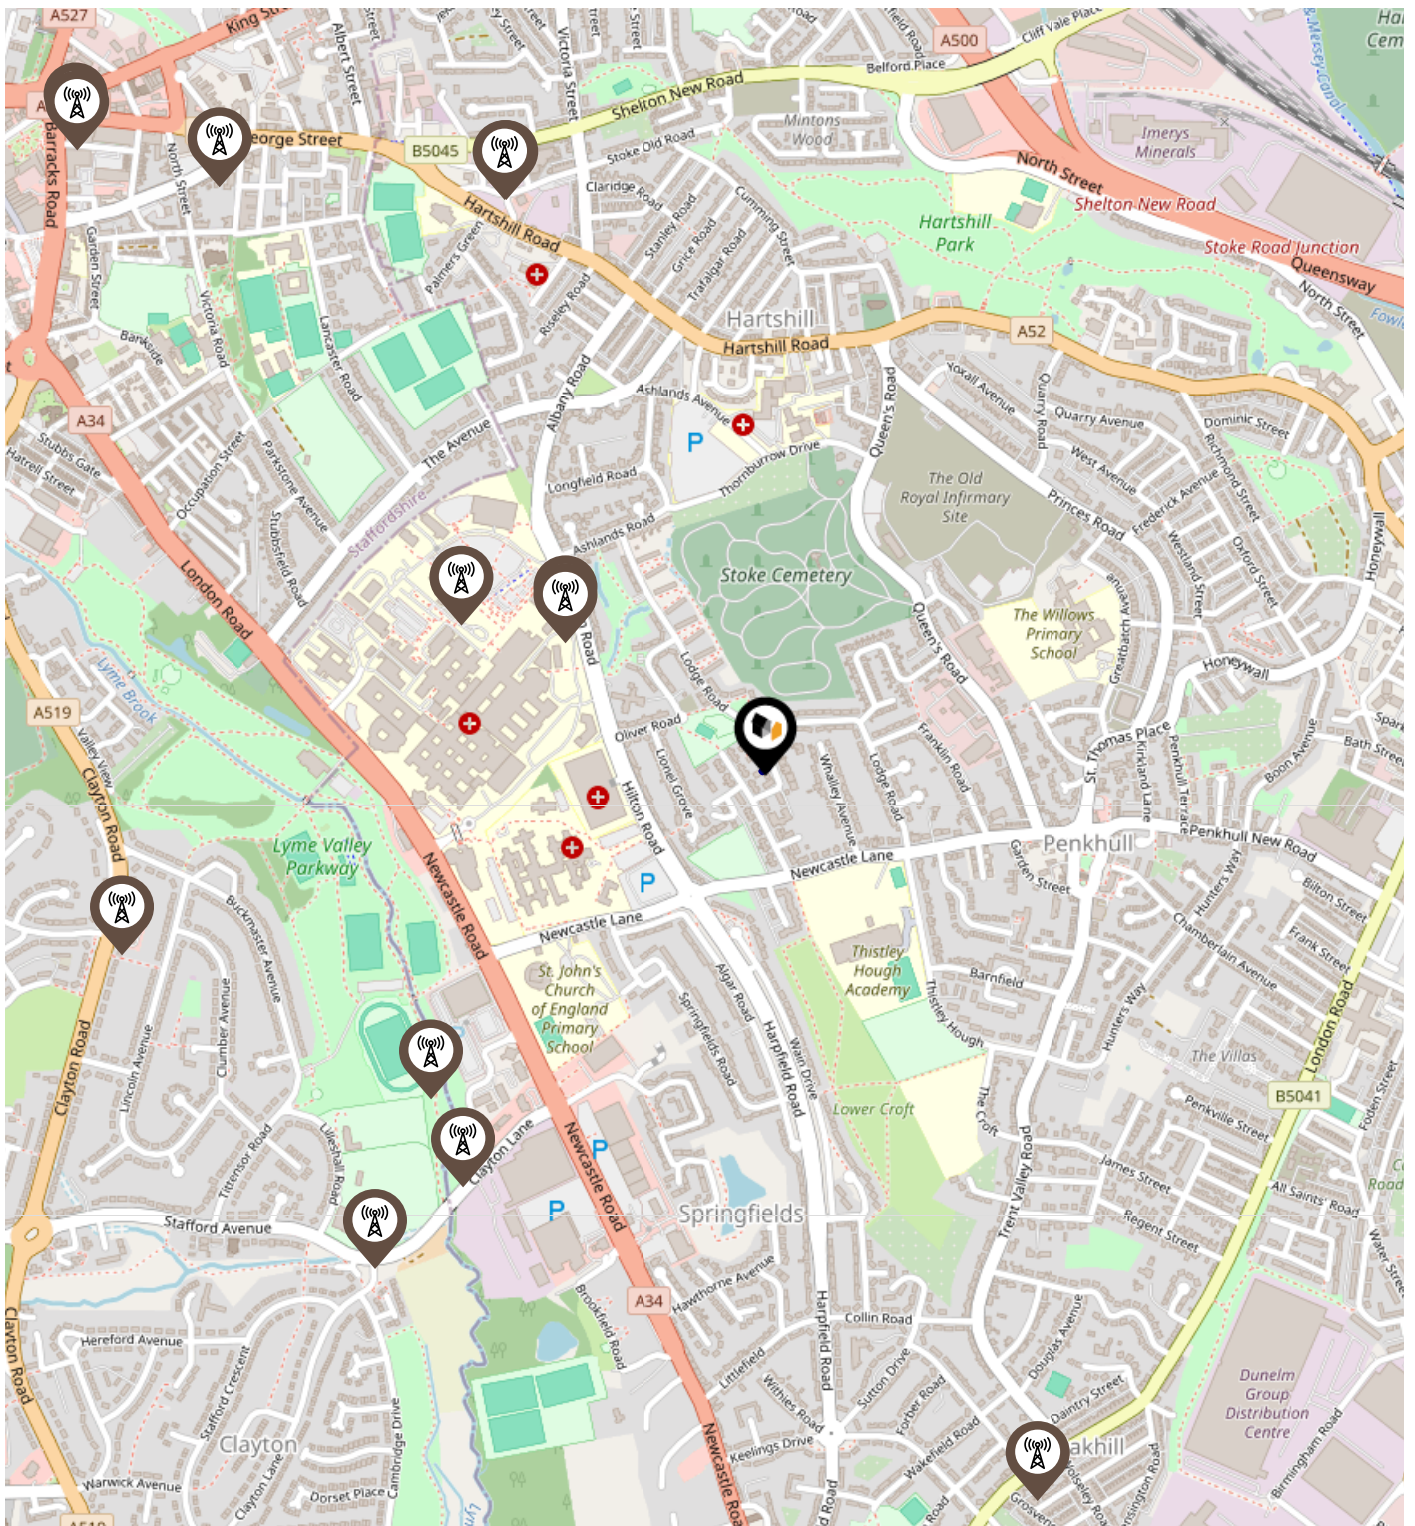 A527
King
Albert Street
Victoria Street
A500
Cliff Vale Place
Belford Place
Shelton New Road
Mintons
Wood
Imerys
Minerals
George Street
B5045
Stoke Old Road
North Street
Barracks Road
North Street
Claridge Road
Stanley Road
Cumming Street
Shelton New Road
Hartshill Road
Grice Road
Trafalgar Road
Hartshill
Park
Stoke Road Junction
Queensway
Garden Street
Palmers Green
Riseley Road
North Street
Victoria Road
Lancaster Road
Bankside
Hartshill
A52
Hartshill Road
A34
Albany Road
Ashlands Avenue
Queen's Road
Quarry Road
Quarry Avenue
Dominic Street
Stubbs Gate
Hatrell Street
Occupation Street
Parkstone Avenue
The Avenue
P
Thornburrow Drive
West Avenue
Richmond Street
Longfield Road
The Old
Royal Infirmary
Site
Frederick Avenue
Princes Road
Staffordshire
Stubbsfield Road
Ashlands Road
Westland Street
Oxford Street
Honeywall
London Road
Stoke Cemetery
Greatbatch Avenue
The Willows
Primary
School
Queen's Road
Honeywall
Lyme Brook
Lodge Road
A519
Valley View
Oliver Road
Lionel Grove
Franklin Road
St. Thomas Place
Kirkland Lane
Penkhull Terrace
Boon Avenue
Bath Street
Whalley Avenue
Lodge Road
Clayton Road
Hilton Road
Lyme Valley
Parkway
Penkhull
Penkhull New Road
Newcastle Lane
Garden Street
Newcastle Road
P
Hunters Way
Bilton Street
Buckmaster Avenue
Newcastle Lane
Chamberlain Avenue
Frank Street
St. John's
Church
of England
Primary
School
Thistley
Hough
Academy
Algar Road
Barnfield
Thistley Hough
Hunters Way
London Road
Clumber Avenue
Lincoln Avenue
Springfields Road
Harpfield Road
Wain Drive
The Villas
Clayton Road
B5041
Foden Street
Lower Croft
The Croft
Penkville Street
Lilleshall Road
Tittensor Road
Clayton Lane
Newcastle Road
P
James Street
Trent Valley Road
All Saints' Road
P
Stafford Avenue
Springfields
Regent Street
Hawthorne Avenue
A34
Brookfield Road
Harpfield Road
Collin Road
Clayton Road
Hereford Avenue
Douglas Avenue
Stafford Crescent
Littlefield
Sutton Drive
Dunelm
Group
Distribution
Centre
Withies Road
Forber Road
Daintry Street
Clayton
Cambridge Drive
Keelings Drive
Wakefield Road
Birmingham Road
Clayton Lane
Newcastle Road
Warwick Avenue
Dorset Place